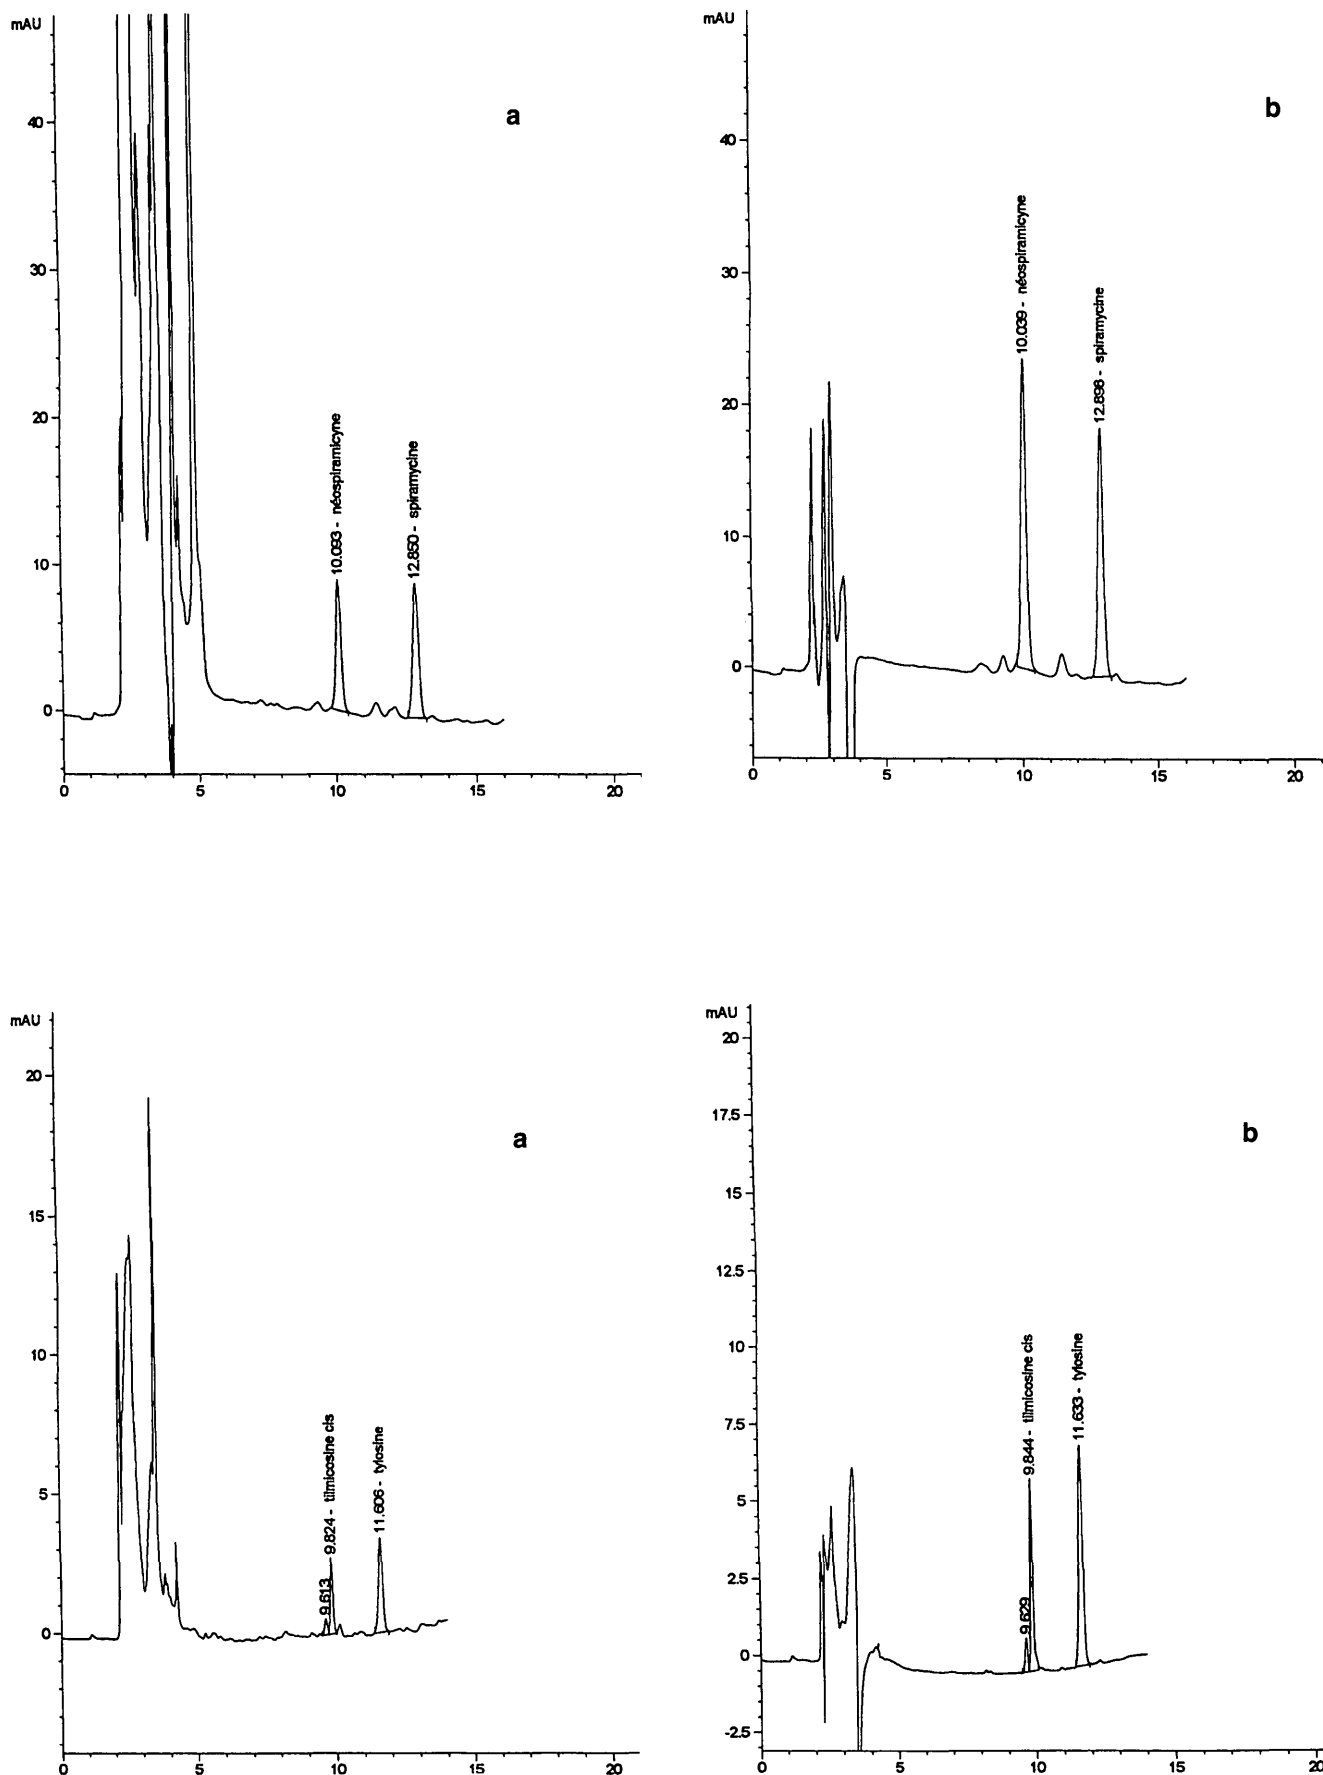 mAU
a
40
30
20
10
0
10.093 - néospiramicyne
12.850 - spiramycine
0 5 10 15 20
mAU
b
40
30
20
10
0
10.039 - néospiramicyne
12.898 - spiramycine
0 5 10 15 20
mAU
a
20
15
10
5
0
9.613
9.824 - tilmicosine cis
11.606 - tylosine
0 5 10 15 20
mAU
b
20
17.5
15
12.5
10
7.5
5
2.5
0
-2.5
9.629
9.844 - tilmicosine cis
11.633 - tylosine
0 5 10 15 20